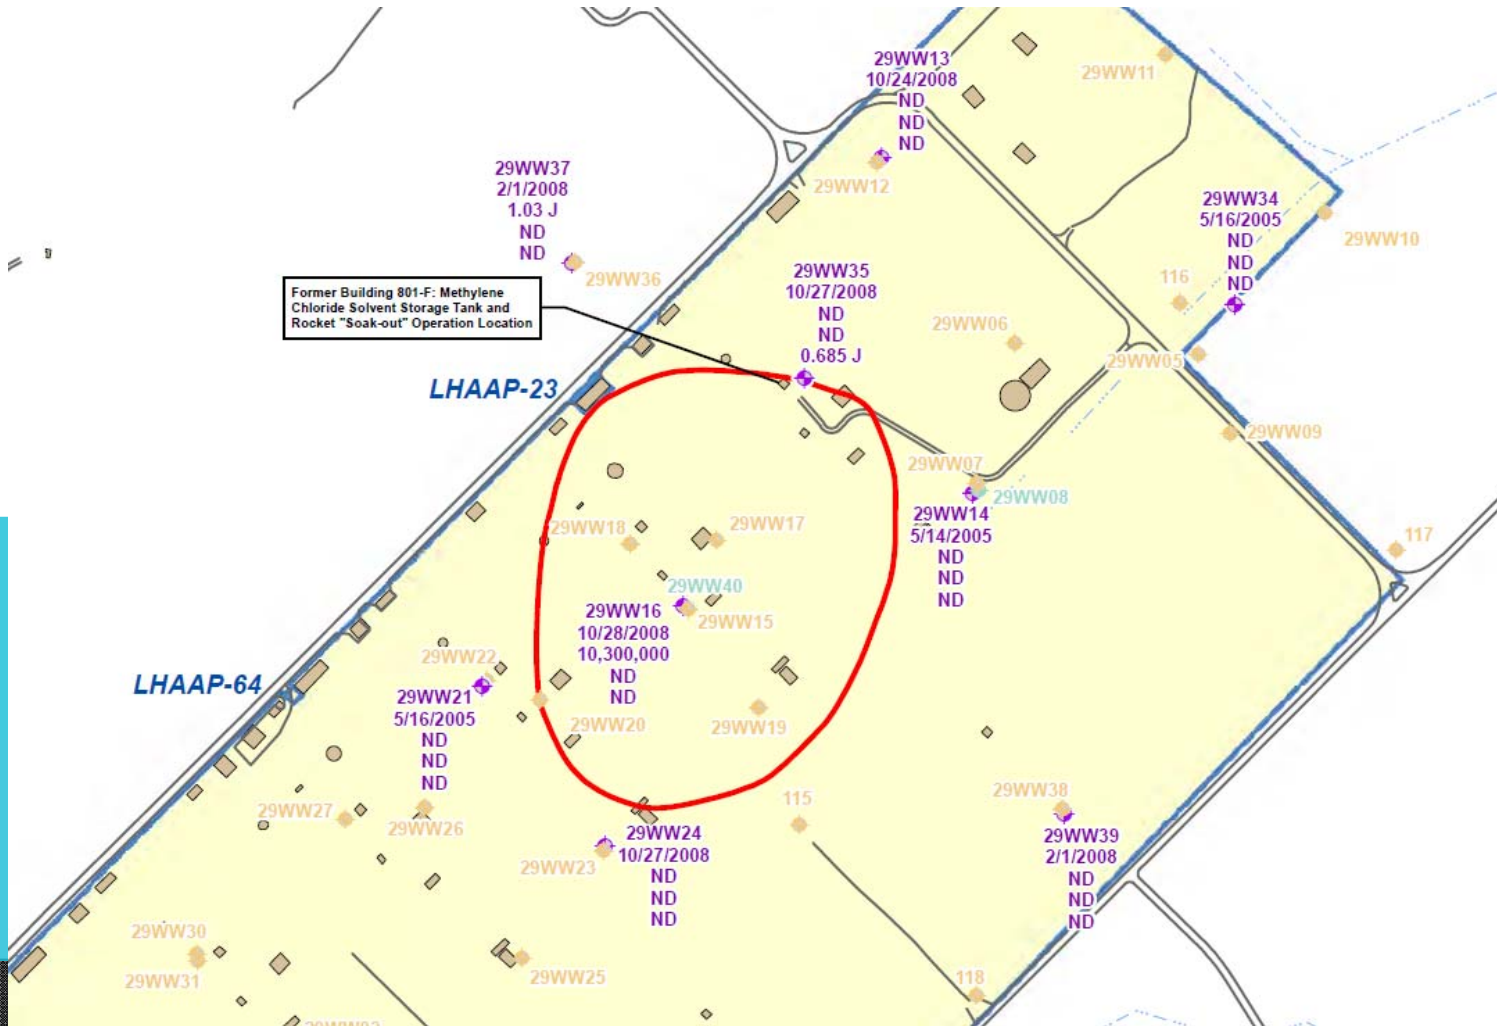 29WW13
10/24/2008
ND
ND
ND
29WW11
29WW12
29WW37
2/1/2008
1.03 J
ND
ND
29WW36
29WW34
5/16/2005
ND
ND
ND
29WW10
116
29WW35
10/27/2008
ND
ND
0.685 J
Former Building 801-F: Methylene
Chloride Solvent Storage Tank and
Rocket "Soak-out" Operation Location
29WW06
29WW05
LHAAP-23
29WW09
29WW07
29WW08
29WW14
5/14/2005
ND
ND
ND
29WW18
29WW17
117
29WW40
29WW16
10/28/2008
10,300,000
ND
ND
29WW15
29WW22
LHAAP-64
29WW21
5/16/2005
ND
ND
ND
29WW20
29WW19
29WW27
29WW26
115
29WW38
29WW39
2/1/2008
ND
ND
ND
29WW24
10/27/2008
ND
ND
ND
29WW23
29WW30
29WW31
29WW25
118